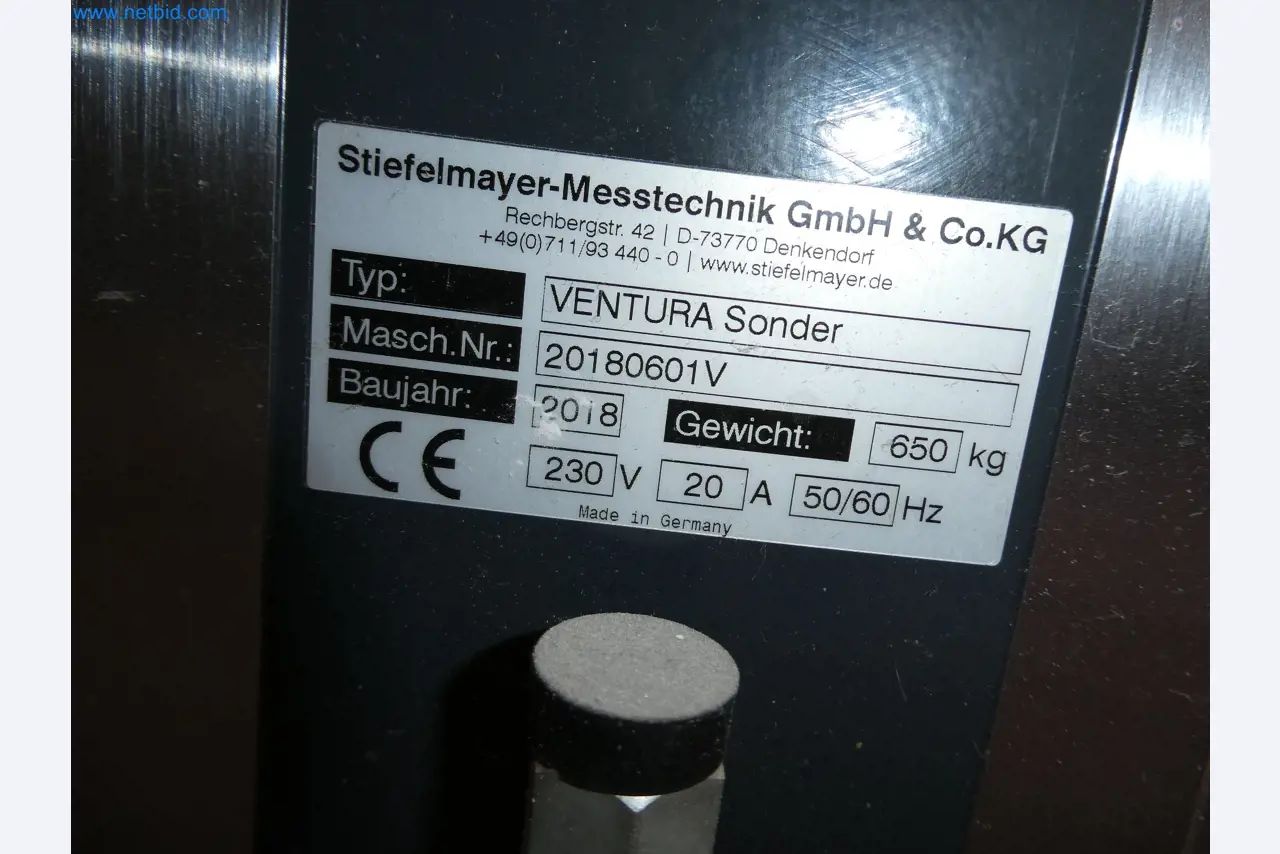 www.netbid.com
Stiefelmayer-Messtechnik GmbH & Co.KG
Rechbergstr. 42 | D-73770 Denkendorf
+49(0)711/93 440 - 0 | www.stiefelmayer.de
Typ: VENTURA Sonder
Masch.Nr.: 20180601V
Baujahr: 2018 Gewicht: 650 kg
CE 230 V 20 A 50/60 Hz
Made in Germany